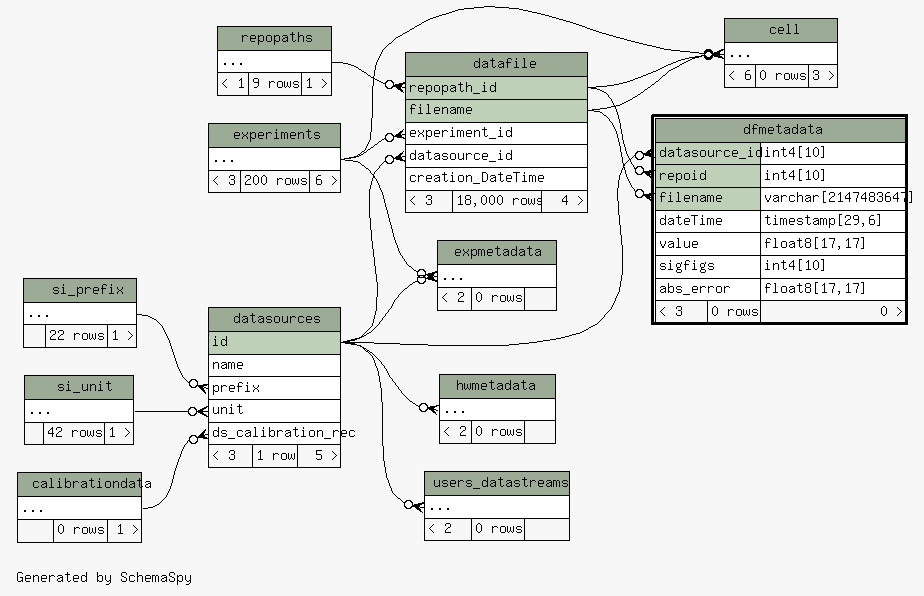 repopaths
...
< 1 9 rows 1 >
experiments
...
< 3 200 rows 6 >
datafile
repopath_id
filename
experiment_id
datasource_id
creation_DateTime
< 3 18,000 rows 4 >
cell
...
< 6 0 rows 3 >
dfmetadata
datasource_id int4[10]
repoid int4[10]
filename varchar[2147483647]
dateTime timestamp[29,6]
value float8[17,17]
sigfigs int4[10]
abs_error float8[17,17]
< 3 0 rows 0 >
expmetadata
...
< 2 0 rows
si_prefix
...
22 rows 1 >
si_unit
...
42 rows 1 >
calibrationdata
...
0 rows 1 >
datasources
id
name
prefix
unit
ds_calibration_rec
< 3 1 row 5 >
hwmetadata
...
< 2 0 rows
users_datastreams
...
< 2 0 rows
Generated by SchemaSpy